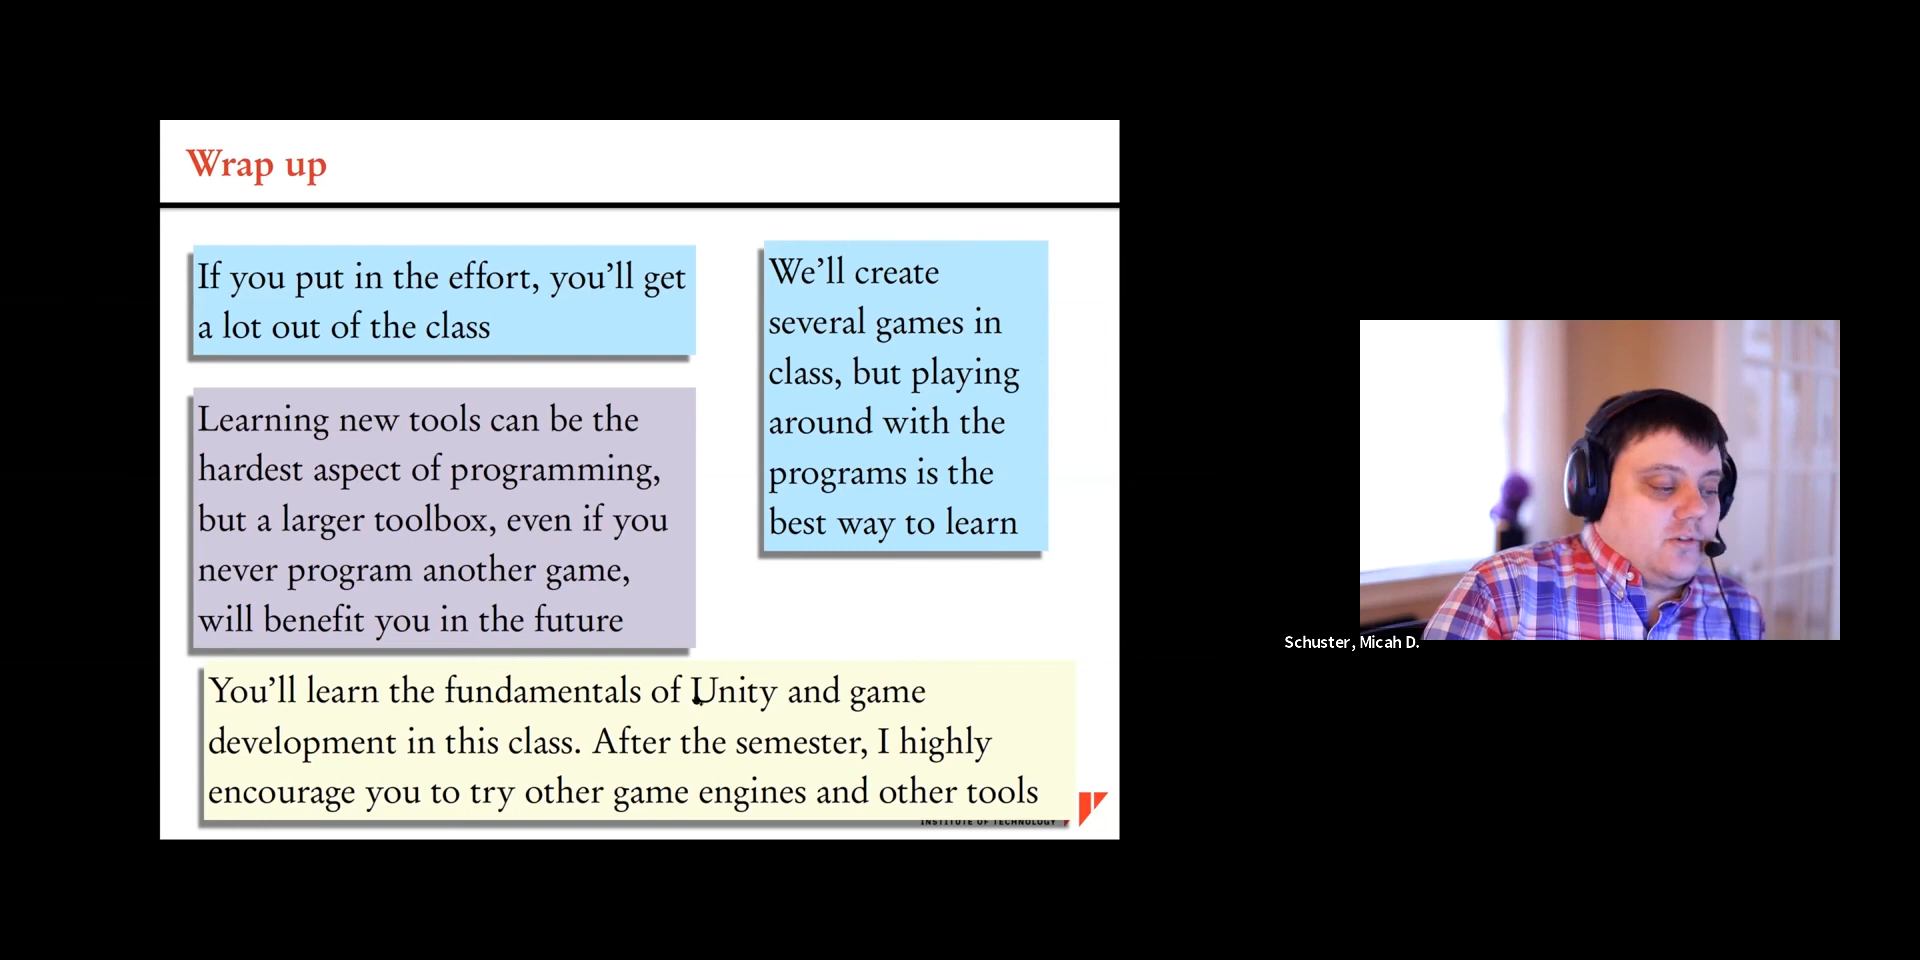 Wrap up
If you put in the effort, you’ll get
a lot out of the class
Learning new tools can be the
hardest aspect of programming,
but a larger toolbox, even if you
never program another game,
will benefit you in the future
We’ll create
several games in
class, but playing
around with the
programs is the
best way to learn
You’ll learn the fundamentals of Unity and game
development in this class. After the semester, I highly
encourage you to try other game engines and other tools
INSTITUTE OF TECHNOLOGY
Schuster, Micah D.